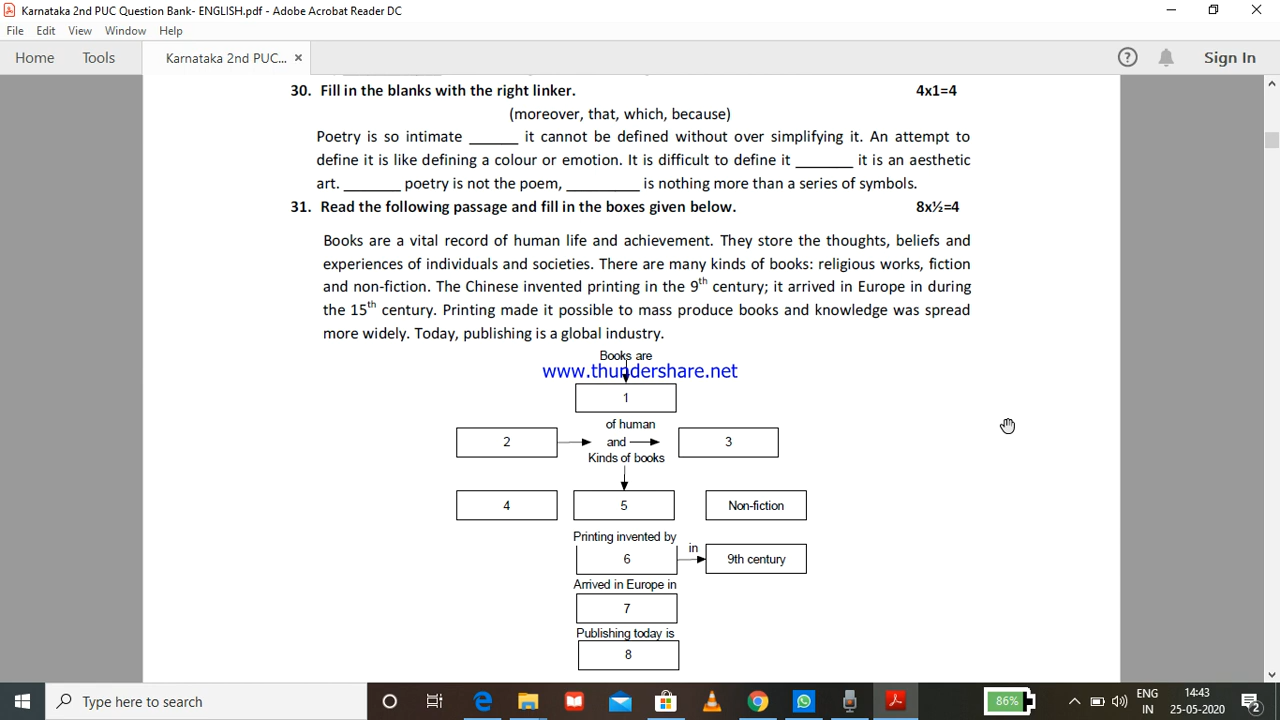 Karnataka 2nd PUC Question Bank- ENGLISH.pdf - Adobe Acrobat Reader DC
File Edit View Window Help
Home Tools Karnataka 2nd PUC... × Sign In
30. Fill in the blanks with the right linker. 4x1=4
(moreover, that, which, because)
Poetry is so intimate ______ it cannot be defined without over simplifying it. An attempt to
define it is like defining a colour or emotion. It is difficult to define it _______ it is an aesthetic
art. _______ poetry is not the poem, _________ is nothing more than a series of symbols.
31. Read the following passage and fill in the boxes given below. 8x½=4
Books are a vital record of human life and achievement. They store the thoughts, beliefs and
experiences of individuals and societies. There are many kinds of books: religious works, fiction
and non-fiction. The Chinese invented printing in the 9th century; it arrived in Europe in during
the 15th century. Printing made it possible to mass produce books and knowledge was spread
more widely. Today, publishing is a global industry.
Books are
www.thundershare.net
1
of human
2 and 3
Kinds of books
4 5 Non-fiction
Printing invented by
6 in 9th century
Arrived in Europe in
7
Publishing today is
8
Type here to search
86%
ENG
IN
14:43
25-05-2020
2